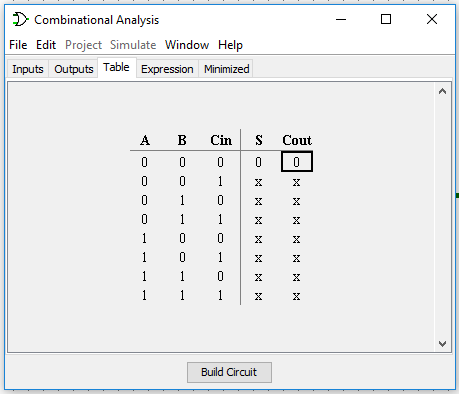 Combinational Analysis
File Edit Project Simulate Window Help
Inputs Outputs Table Expression Minimized
A B Cin S Cout
0 0 0 0 0
0 0 1 x x
0 1 0 x x
0 1 1 x x
1 0 0 x x
1 0 1 x x
1 1 0 x x
1 1 1 x x
Build Circuit